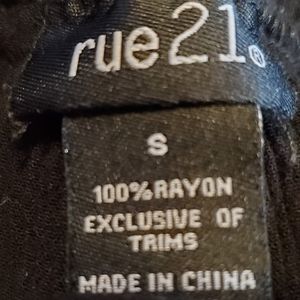 rue21®
S
100% RAYON
EXCLUSIVE OF
TRIMS
MADE IN CHINA